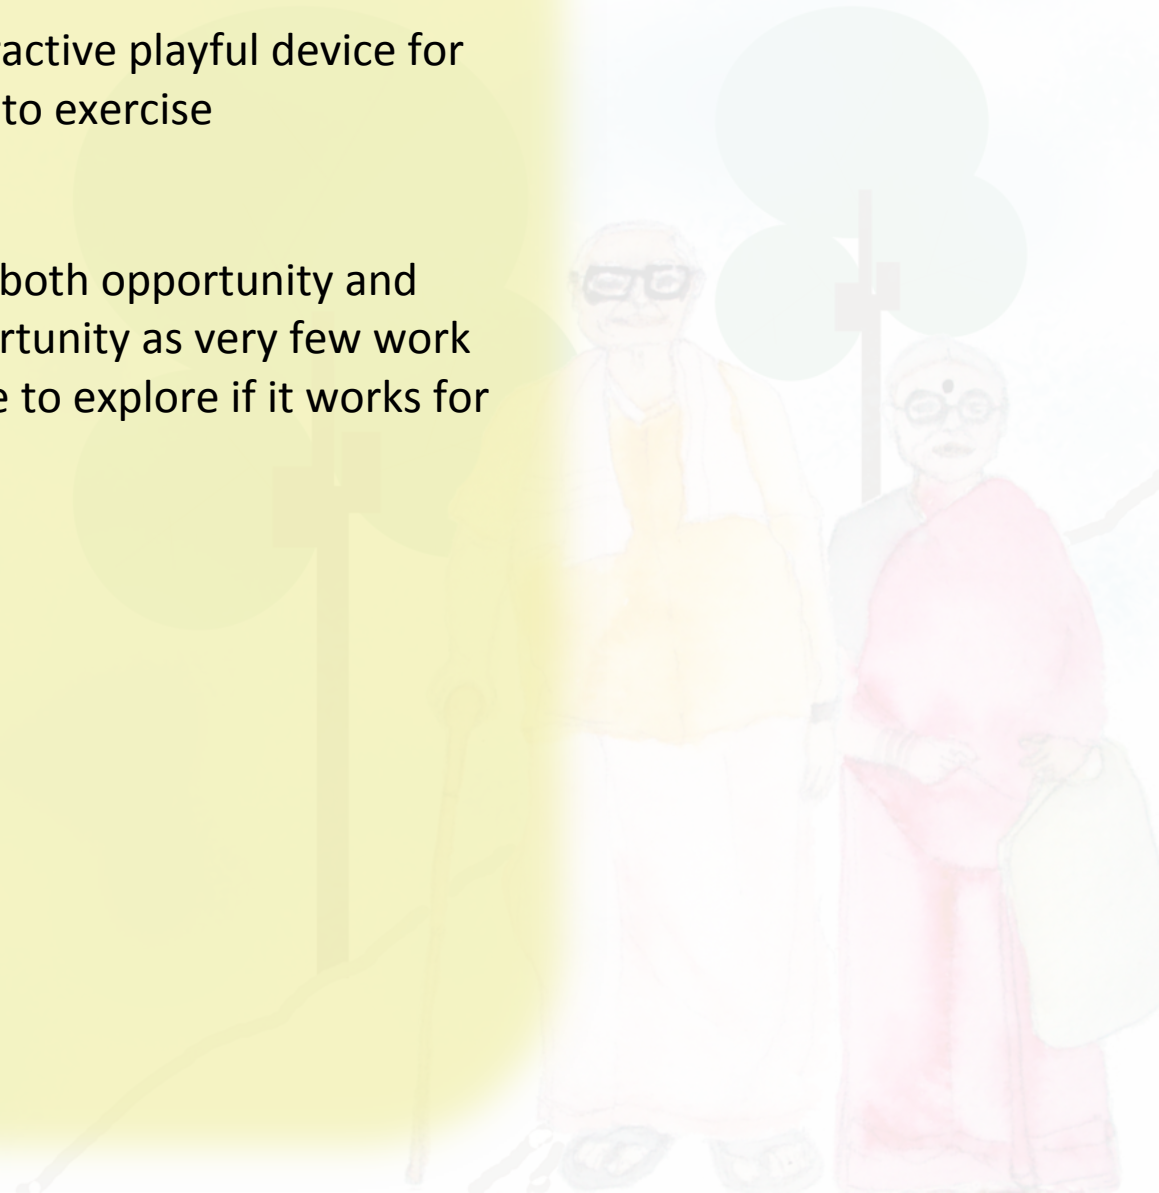 active playful device for
to exercise
both opportunity and
rtunity as very few work
e to explore if it works for